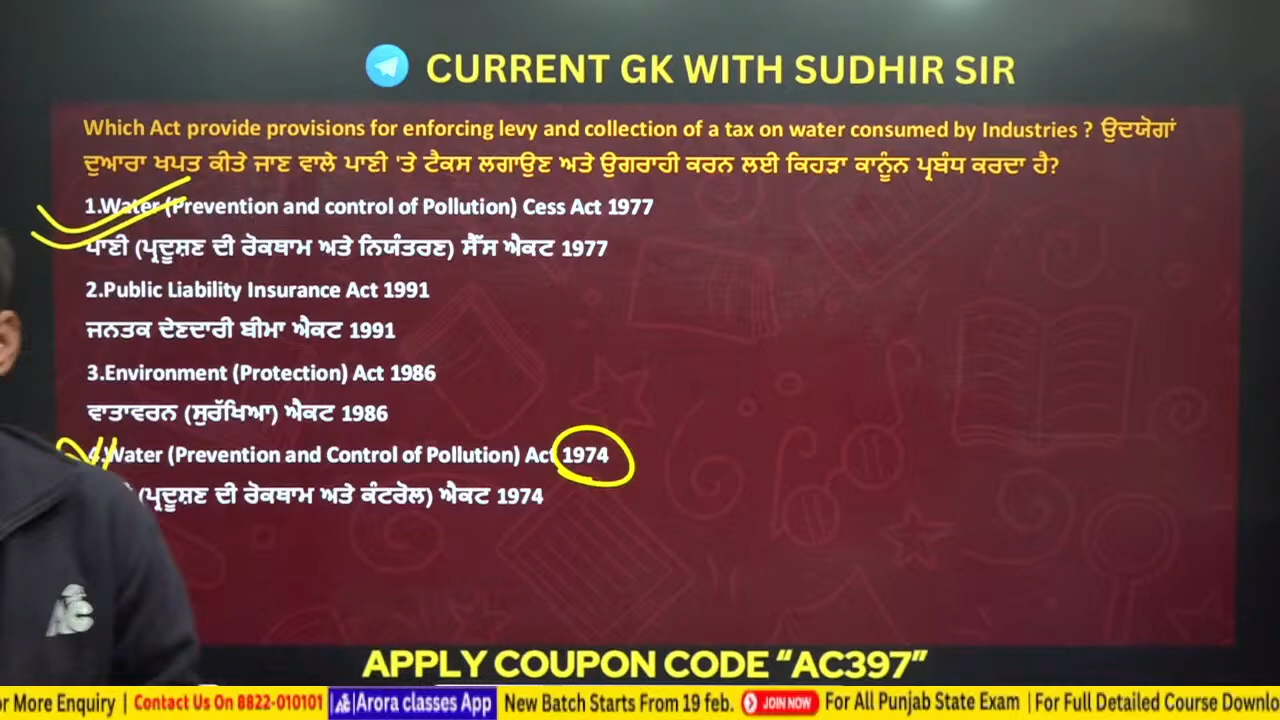 CURRENT GK WITH SUDHIR SIR
Which Act provide provisions for enforcing levy and collection of a tax on water consumed by Industries ? ਉਦਯੋਗਾਂ
ਦੁਆਰਾ ਖਪਤ ਕੀਤੇ ਜਾਣ ਵਾਲੇ ਪਾਣੀ 'ਤੇ ਟੈਕਸ ਲਗਾਉਣ ਅਤੇ ਉਗਰਾਹੀ ਕਰਨ ਲਈ ਕਿਹੜਾ ਕਾਨੂੰਨ ਪ੍ਰਬੰਧ ਕਰਦਾ ਹੈ?
1.Water (Prevention and control of Pollution) Cess Act 1977
ਪਾਣੀ (ਪ੍ਰਦੂਸ਼ਣ ਦੀ ਰੋਕਥਾਮ ਅਤੇ ਨਿਯੰਤਰਣ) ਸੈੱਸ ਐਕਟ 1977
2.Public Liability Insurance Act 1991
ਜਨਤਕ ਦੇਣਦਾਰੀ ਬੀਮਾ ਐਕਟ 1991
3.Environment (Protection) Act 1986
ਵਾਤਾਵਰਨ (ਸੁਰੱਖਿਆ) ਐਕਟ 1986
4.Water (Prevention and Control of Pollution) Act 1974
(ਪ੍ਰਦੂਸ਼ਣ ਦੀ ਰੋਕਥਾਮ ਅਤੇ ਕੰਟਰੋਲ) ਐਕਟ 1974
AC
APPLY COUPON CODE “AC397”
or More Enquiry | Contact Us On 8822-010101 Arora classes App New Batch Starts From 19 feb. JOIN NOW For All Punjab State Exam | For Full Detailed Course Downlo